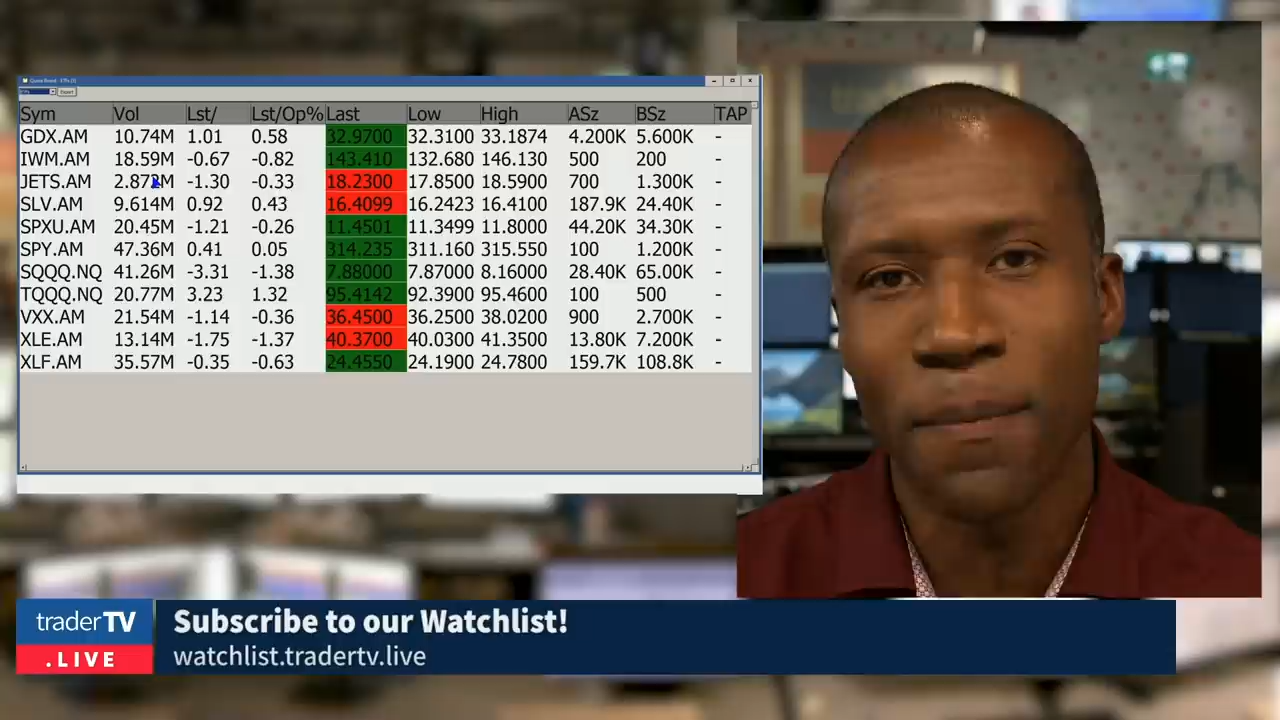 Quote Board - ETFs [1]
ETFs Export
Sym Vol Lst/ Lst/Op% Last Low High ASz BSz TAP
GDX.AM 10.74M 1.01 0.58 32.9700 32.3100 33.1874 4.200K 5.600K -
IWM.AM 18.59M -0.67 -0.82 143.410 132.680 146.130 500 200 -
JETS.AM -1.30 -0.33 18.2300 17.8500 18.5900 700 1.300K -
SLV.AM 9.614M 0.92 0.43 16.4099 16.2423 16.4100 187.9K 24.40K -
SPXU.AM 20.45M -1.21 -0.26 11.4501 11.3499 11.8000 44.20K 34.30K -
SPY.AM 47.36M 0.41 0.05 314.235 311.160 315.550 100 1.200K -
SQQQ.NQ 41.26M -3.31 -1.38 7.88000 7.87000 8.16000 28.40K 65.00K -
TQQQ.NQ 20.77M 3.23 1.32 95.4142 92.3900 95.4600 100 500 -
VXX.AM 21.54M -1.14 -0.36 36.4500 36.2500 38.0200 900 2.700K -
XLE.AM 13.14M -1.75 -1.37 40.3700 40.0300 41.3500 13.80K 7.200K -
XLF.AM 35.57M -0.35 -0.63 24.4550 24.1900 24.7800 159.7K 108.8K -
traderTV
.LIVE
Subscribe to our Watchlist!
watchlist.tradertv.live